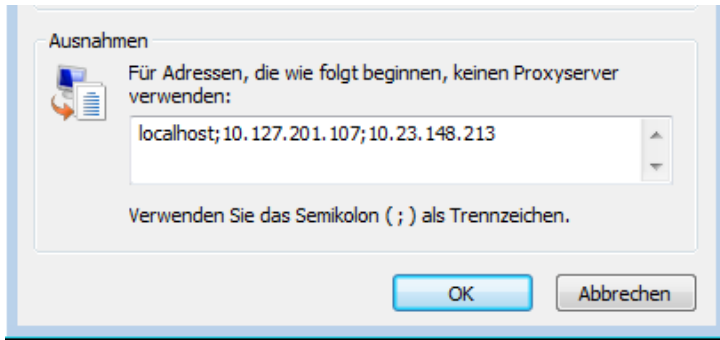 Ausnahmen
Für Adressen, die wie folgt beginnen, keinen Proxyserver
verwenden:
localhost;10.127.201.107;10.23.148.213
Verwenden Sie das Semikolon ( ; ) als Trennzeichen.
OK
Abbrechen